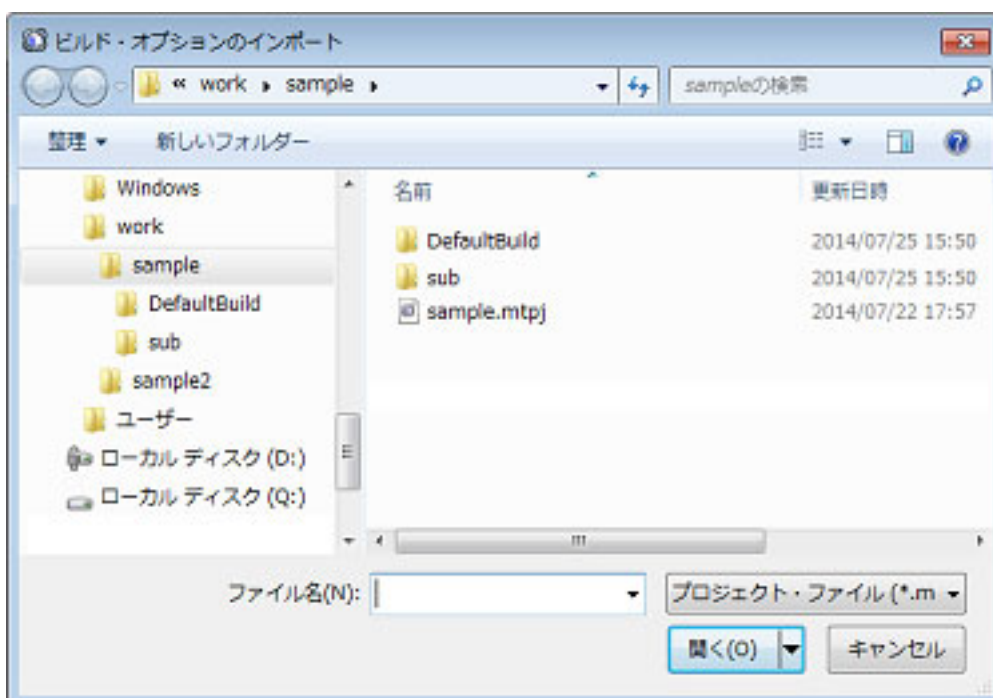 ビルド・オプションのインポート
« work ▸ sample ▸ sampleの検索
整理 ▼ 新しいフォルダー
名前 更新日時
Windows
work
sample
DefaultBuild
sub
sample2
ユーザー
ローカル ディスク (D:)
ローカル ディスク (Q:)
DefaultBuild 2014/07/25 15:50
sub 2014/07/25 15:50
sample.mtpj 2014/07/22 17:57
ファイル名(N): プロジェクト・ファイル (*.m
開く(O) キャンセル